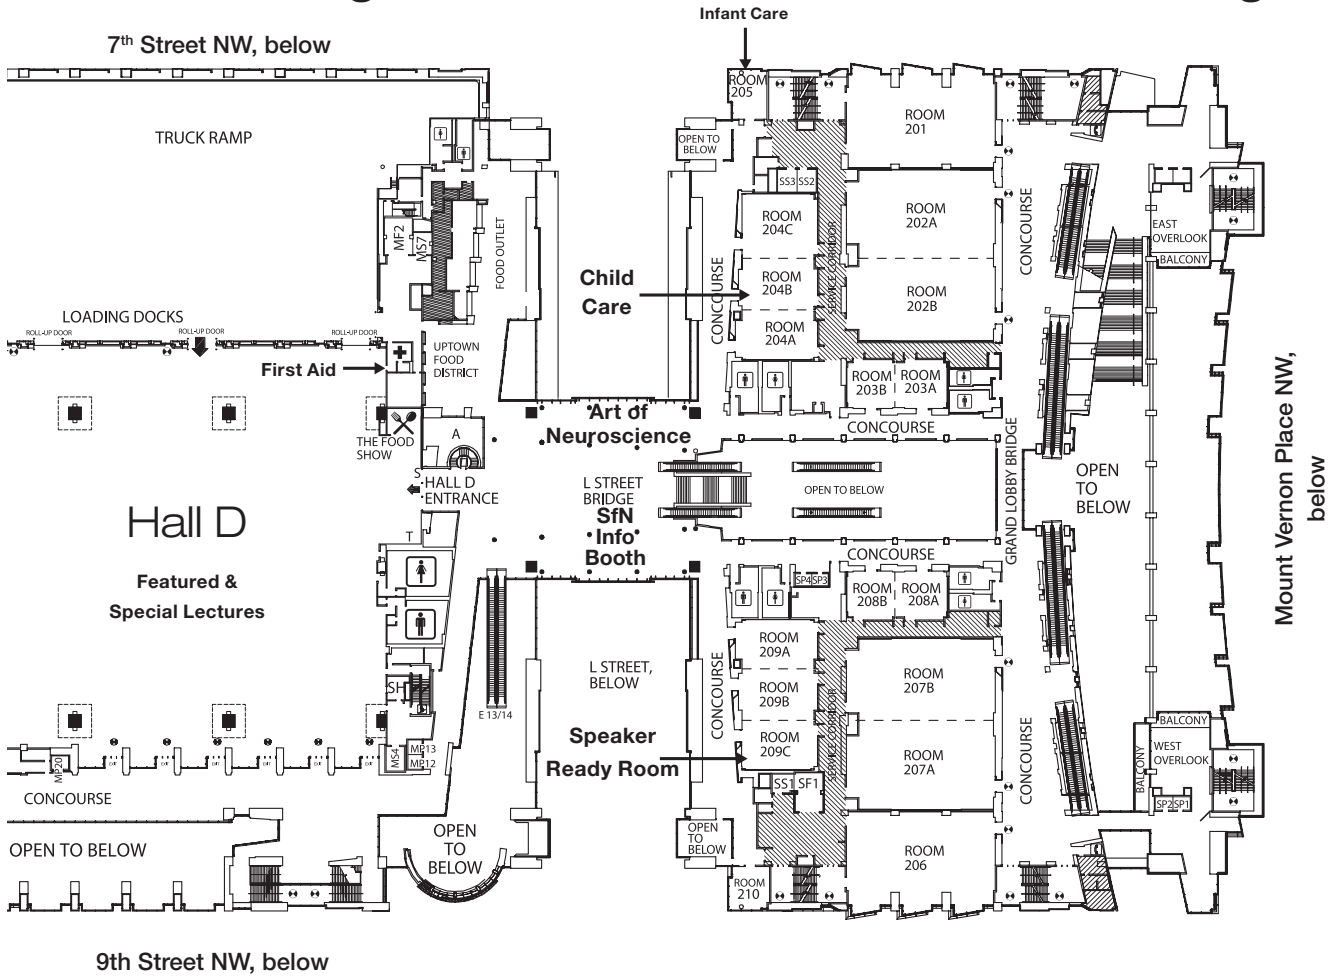 Infant Care
7th Street NW, below
ROOM
205
ROOM
201
TRUCK RAMP
OPEN TO
BELOW
SS3
SS2
ROOM
204C
ROOM
202A
CONCOURSE
EAST
OVERLOOK
BALCONY
MF2
MS7
FOOD OUTLET
CONCOURSE
SERVICE CORRIDOR
Child
Care
ROOM
204B
ROOM
202B
LOADING DOCKS
ROLL-UP DOOR
ROLL-UP DOOR
ROLL-UP DOOR
ROOM
204A
UPTOWN
FOOD
DISTRICT
First Aid
ROOM
203B
ROOM
203A
Art of
Neuroscience
CONCOURSE
THE FOOD
SHOW
A
S
HALL D
ENTRANCE
L STREET
BRIDGE
OPEN TO BELOW
GRAND LOBBY BRIDGE
OPEN
TO
BELOW
Mount Vernon Place NW,
below
Hall D
SfN
Info
Booth
T
CONCOURSE
Featured &
Special Lectures
SP4
SP3
ROOM
208B
ROOM
208A
ROOM
209A
L STREET,
BELOW
CONCOURSE
ROOM
207B
SH
ROOM
209B
SERVICE CORRIDOR
E 13/14
CONCOURSE
BALCONY
Speaker
Ready Room
ROOM
209C
ROOM
207A
BALCONY
WEST
OVERLOOK
MS4
MP13
MP12
MP20
EXIT
EXIT
EXIT
EXIT
EXIT
EXIT
SS1
SF1
SP2
SP1
CONCOURSE
OPEN
TO
BELOW
OPEN
TO
BELOW
OPEN TO BELOW
ROOM
206
ROOM
210
9th Street NW, below